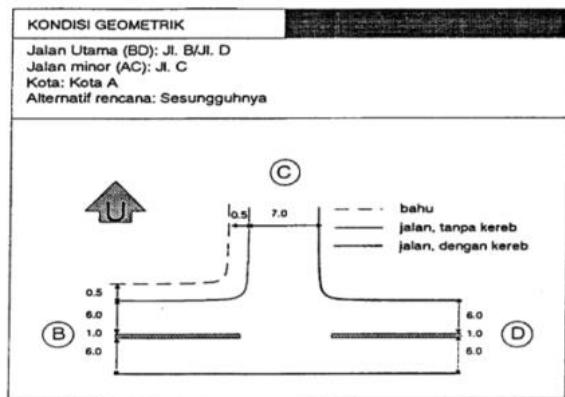 KONDISI GEOMETRIK
Jalan Utama (BD): Jl. B/Jl. D
Jalan minor (AC): Jl. C
Kota: Kota A
Alternatif rencana: Sesungguhnya
C
U
0.5 7.0
bahu
jalan, tanpa kereb
jalan, dengan kereb
0.5
6.0 6.0
B 1.0 1.0 D
6.0 6.0